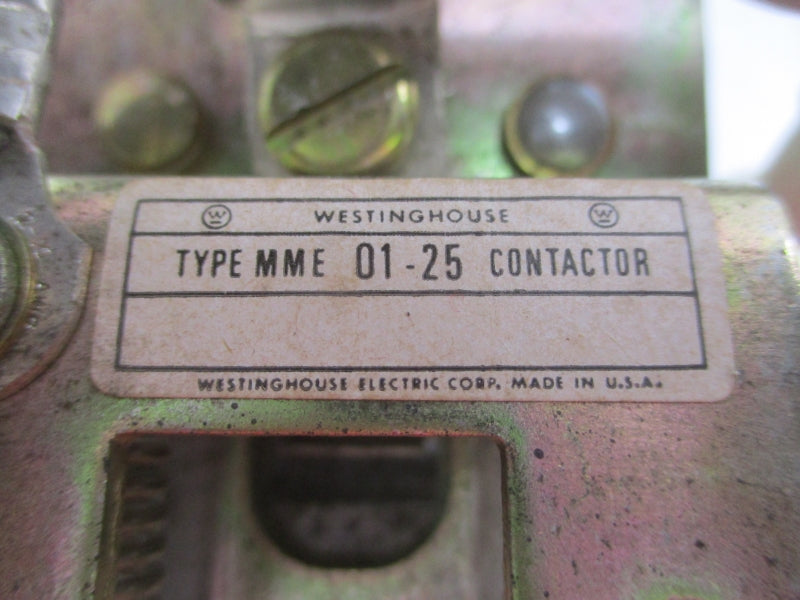 W WESTINGHOUSE W
TYPE MME 01-25 CONTACTOR
WESTINGHOUSE ELECTRIC CORP. MADE IN U.S.A.